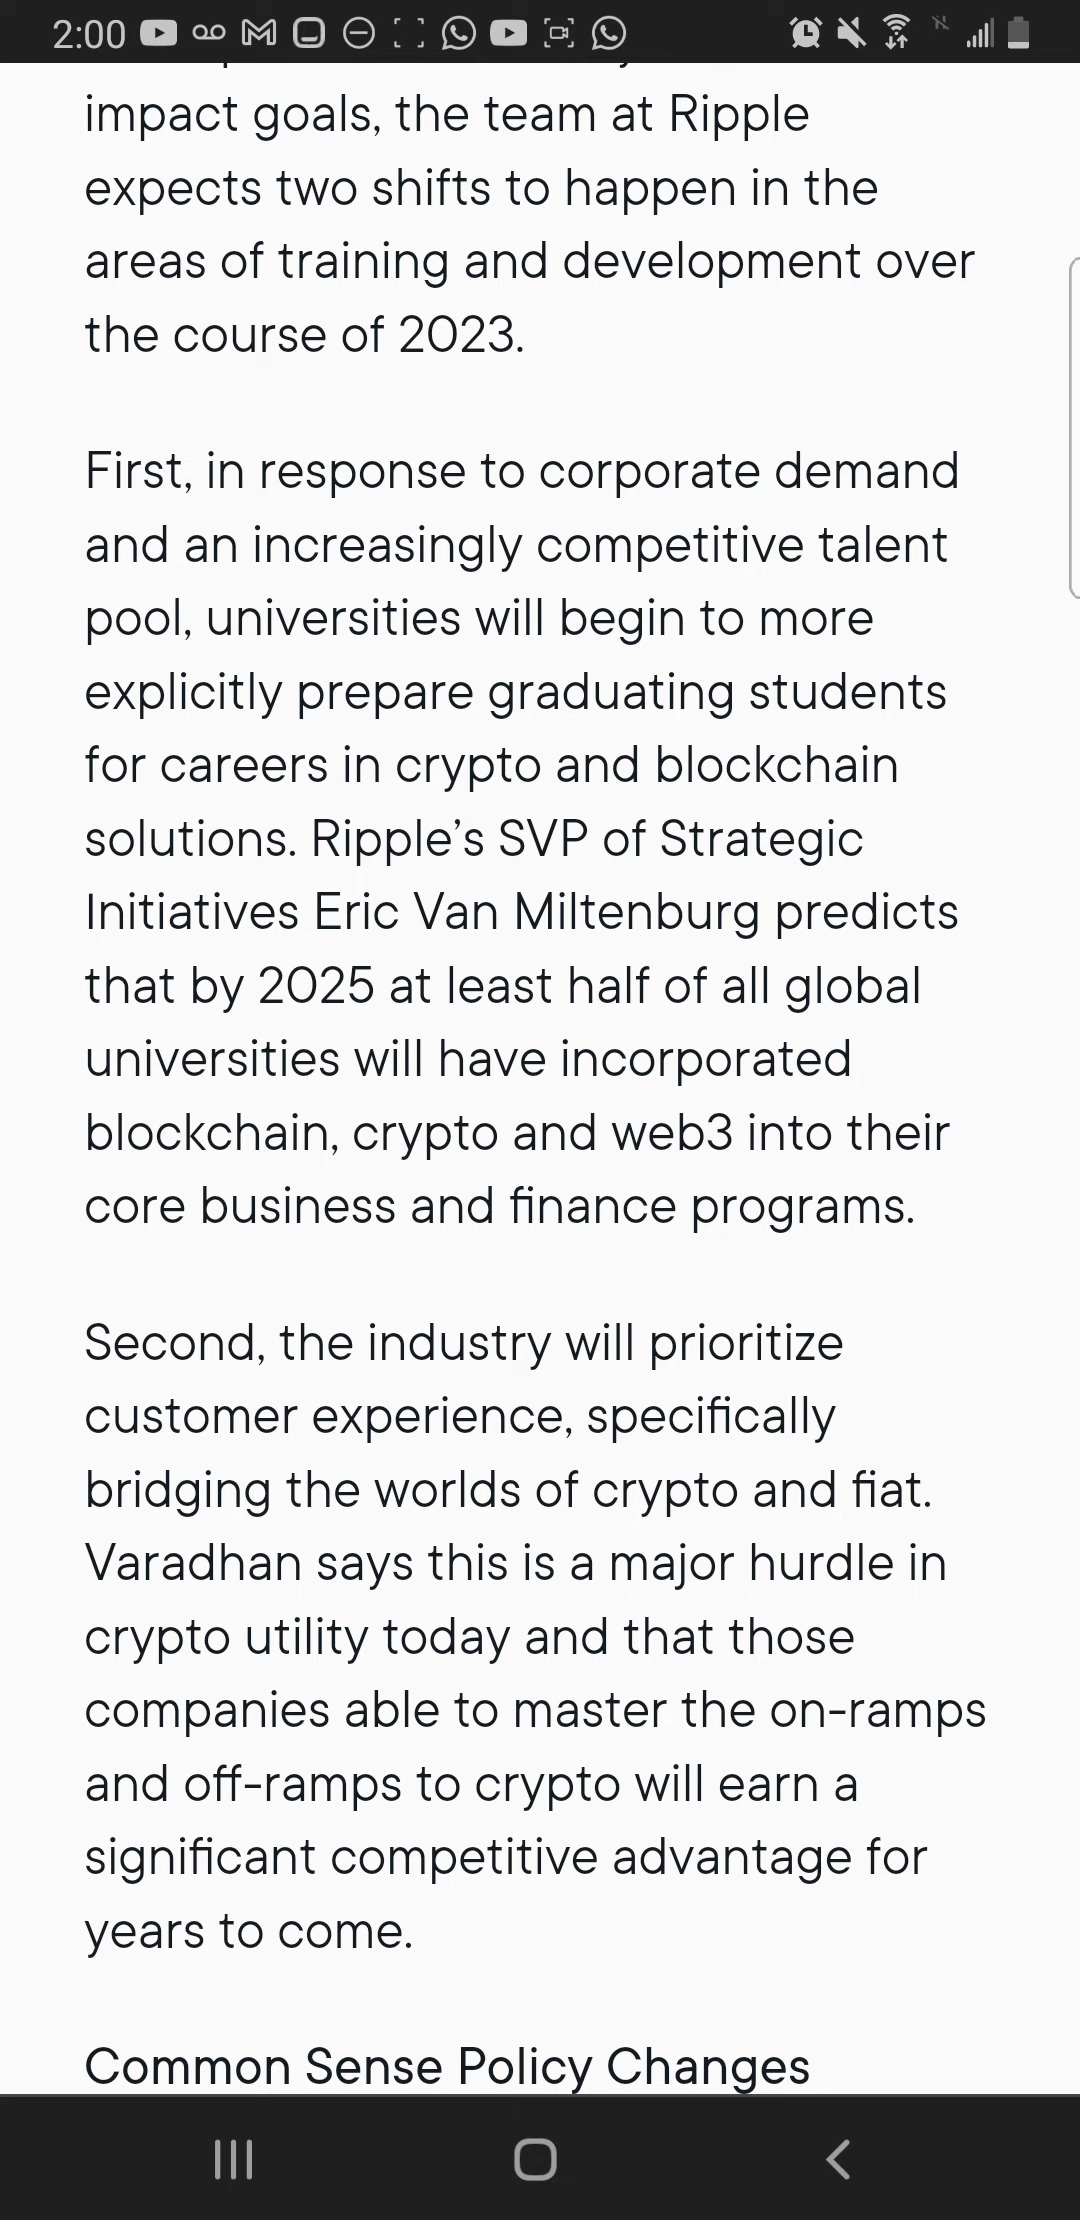 2:00
impact goals, the team at Ripple
expects two shifts to happen in the
areas of training and development over
the course of 2023.
First, in response to corporate demand
and an increasingly competitive talent
pool, universities will begin to more
explicitly prepare graduating students
for careers in crypto and blockchain
solutions. Ripple’s SVP of Strategic
Initiatives Eric Van Miltenburg predicts
that by 2025 at least half of all global
universities will have incorporated
blockchain, crypto and web3 into their
core business and finance programs.
Second, the industry will prioritize
customer experience, specifically
bridging the worlds of crypto and fiat.
Varadhan says this is a major hurdle in
crypto utility today and that those
companies able to master the on-ramps
and off-ramps to crypto will earn a
significant competitive advantage for
years to come.
Common Sense Policy Changes